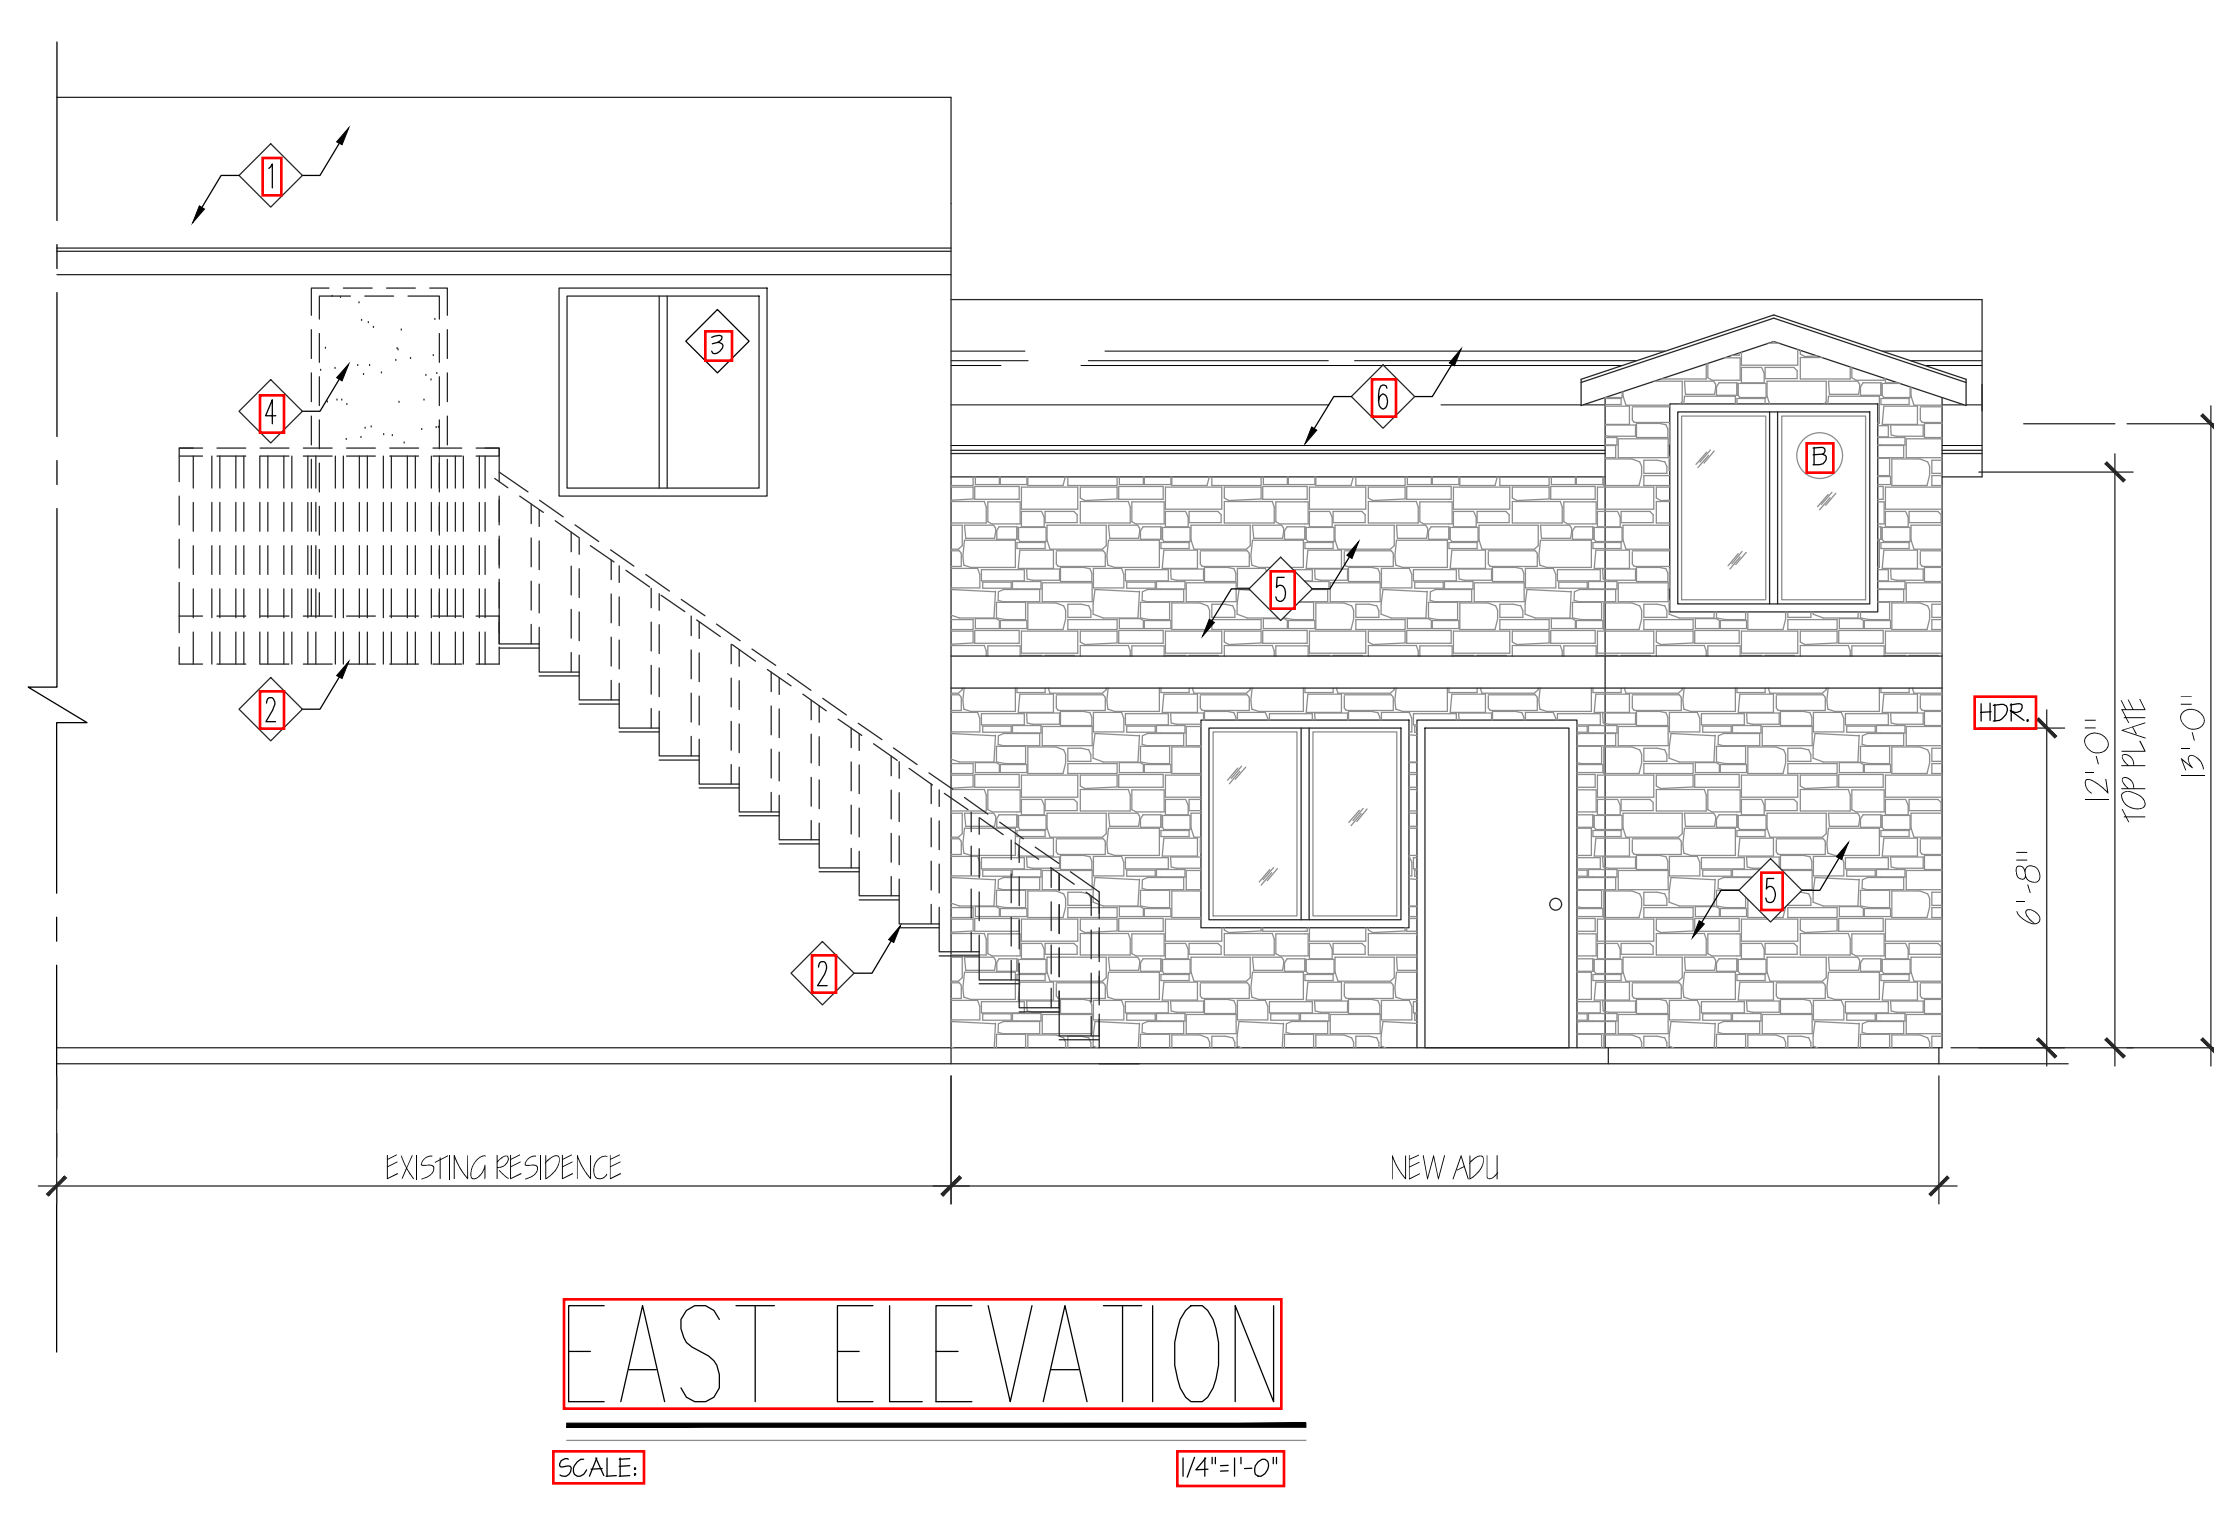 1
3
4
6
B
5
2
HDR.
12'-0"
TOP PLATE
13'-0"
6'-8"
5
2
EXISTING RESIDENCE
NEW ADU
EAST ELEVATION
SCALE:
1/4"=1'-0"